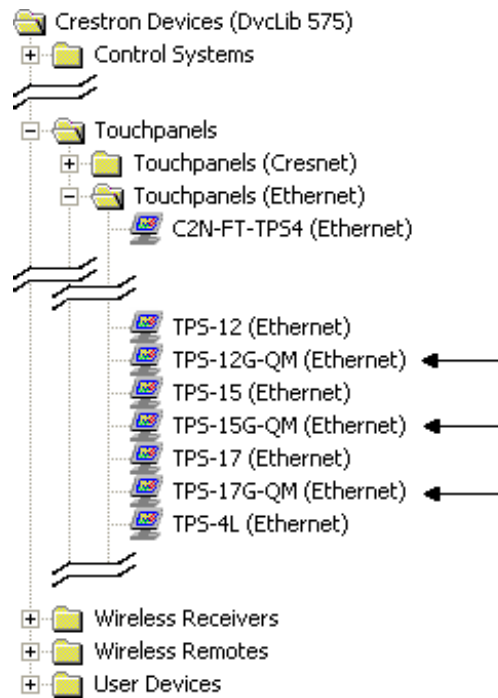 Crestron Devices (DvcLib 575)
Control Systems
Touchpanels
Touchpanels (Cresnet)
Touchpanels (Ethernet)
C2N-FT-TPS4 (Ethernet)
TPS-12 (Ethernet)
TPS-12G-QM (Ethernet)
TPS-15 (Ethernet)
TPS-15G-QM (Ethernet)
TPS-17 (Ethernet)
TPS-17G-QM (Ethernet)
TPS-4L (Ethernet)
Wireless Receivers
Wireless Remotes
User Devices